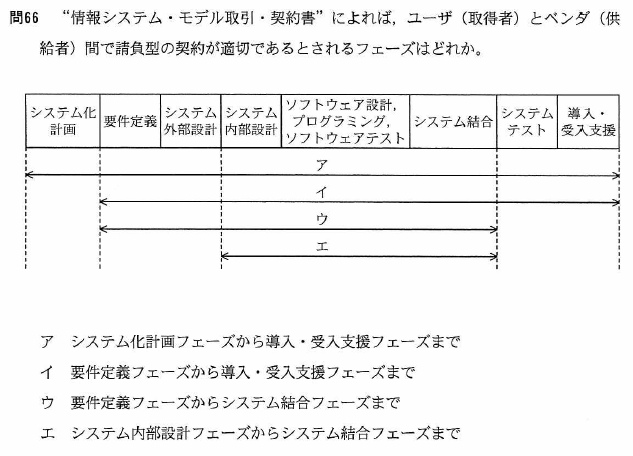 問66 “情報システム・モデル取引・契約書”によれば，ユーザ（取得者）とベンダ（供
給者）間で請負型の契約が適切であるとされるフェーズはどれか。
システム化
計画
要件定義
システム
外部設計
システム
内部設計
ソフトウェア設計，
プログラミング，
ソフトウェアテスト
システム結合
システム
テスト
導入・
受入支援
ア
イ
ウ
エ
ア システム化計画フェーズから導入・受入支援フェーズまで
イ 要件定義フェーズから導入・受入支援フェーズまで
ウ 要件定義フェーズからシステム結合フェーズまで
エ システム内部設計フェーズからシステム結合フェーズまで